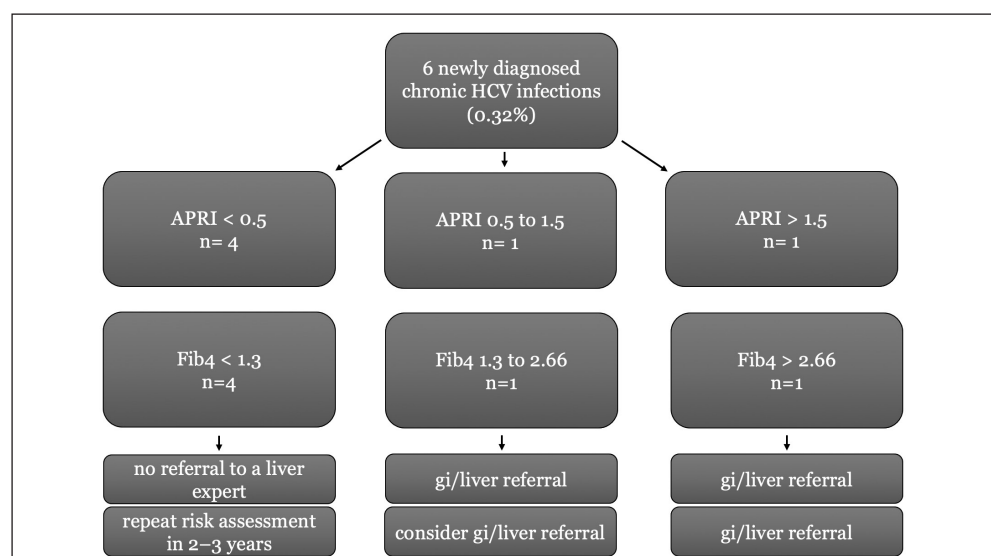 6 newly diagnosed
chronic HCV infections
(0.32%)
APRI < 0.5
n= 4
APRI 0.5 to 1.5
n= 1
APRI > 1.5
n= 1
Fib4 < 1.3
n=4
Fib4 1.3 to 2.66
n=1
Fib4 > 2.66
n=1
no referral to a liver
expert
gi/liver referral
gi/liver referral
repeat risk assessment
in 2–3 years
consider gi/liver referral
gi/liver referral